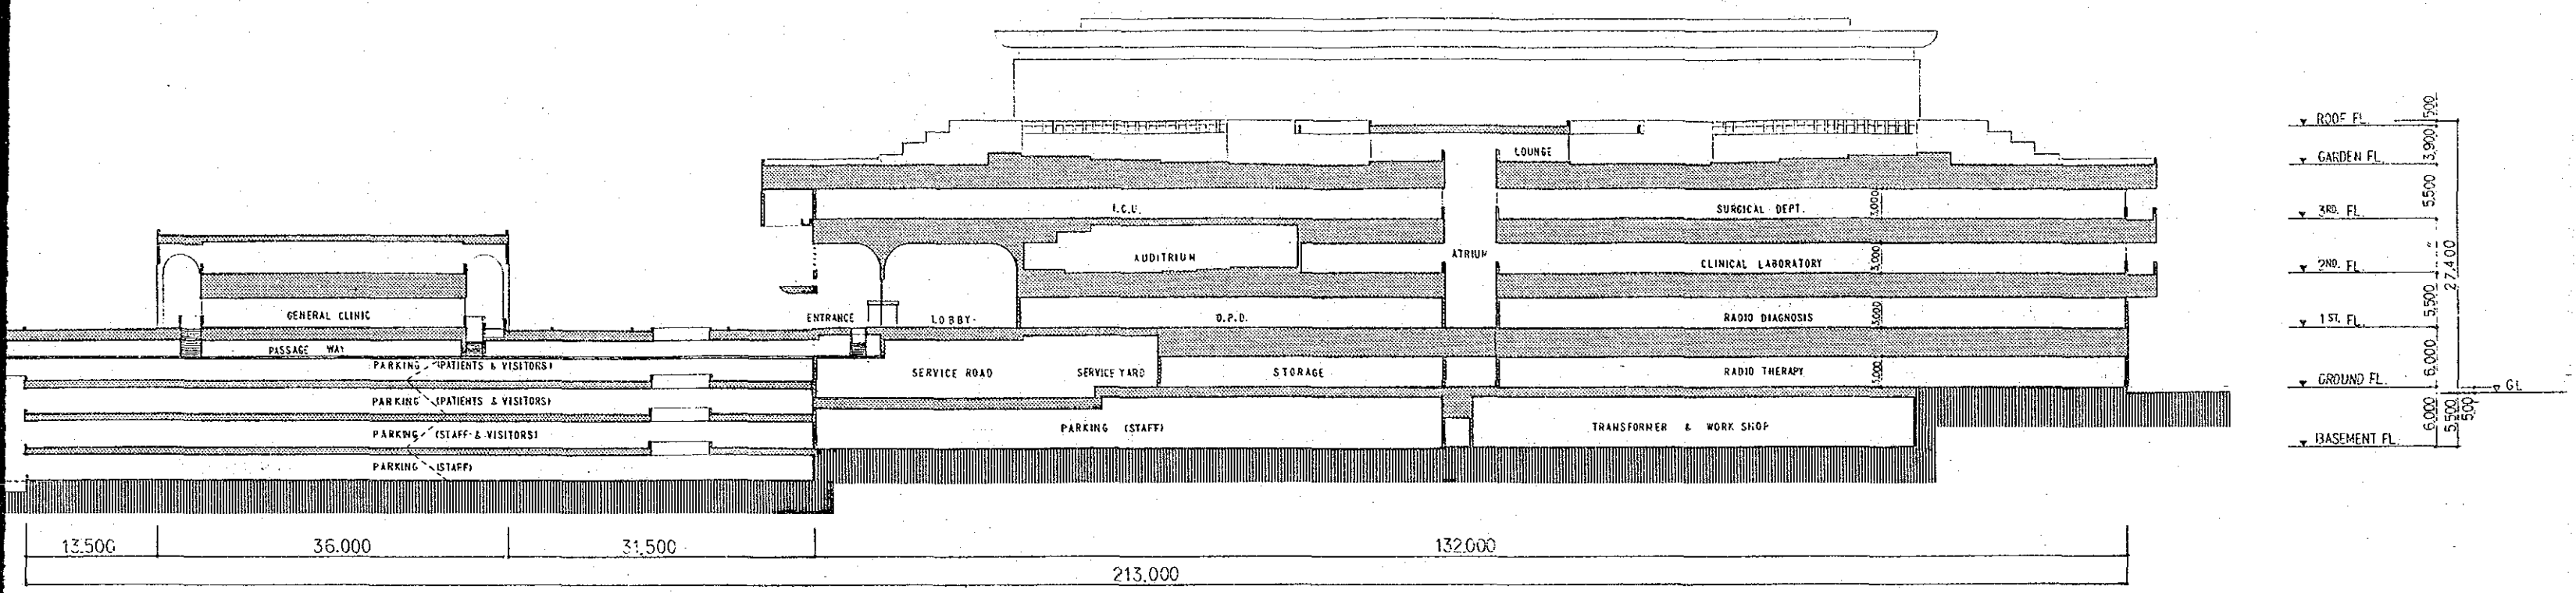 500
ROOF FL.
3,900
LOUNGE
GARDEN FL.
5,500
I.C.U.
SURGICAL DEPT.
3,000
3RD. FL.
〃
27,400
AUDITRIUM
ATRIUM
CLINICAL LABORATORY
3,000
2ND. FL.
5,500
GENERAL CLINIC
ENTRANCE
LOBBY
O.P.D.
RADIO DIAGNOSIS
3,000
1ST. FL.
PASSAGE WAY
6,000
PARKING (PATIENTS & VISITORS)
SERVICE ROAD
SERVICE YARD
STORAGE
RADIO THERAPY
3,000
GROUND FL.
GL
PARKING (PATIENTS & VISITORS)
6,000
5,500
500
PARKING (STAFF & VISITORS)
PARKING (STAFF)
TRANSFORMER & WORK SHOP
BASEMENT FL.
PARKING (STAFF)
13.500
36.000
31,500
132.000
213.000